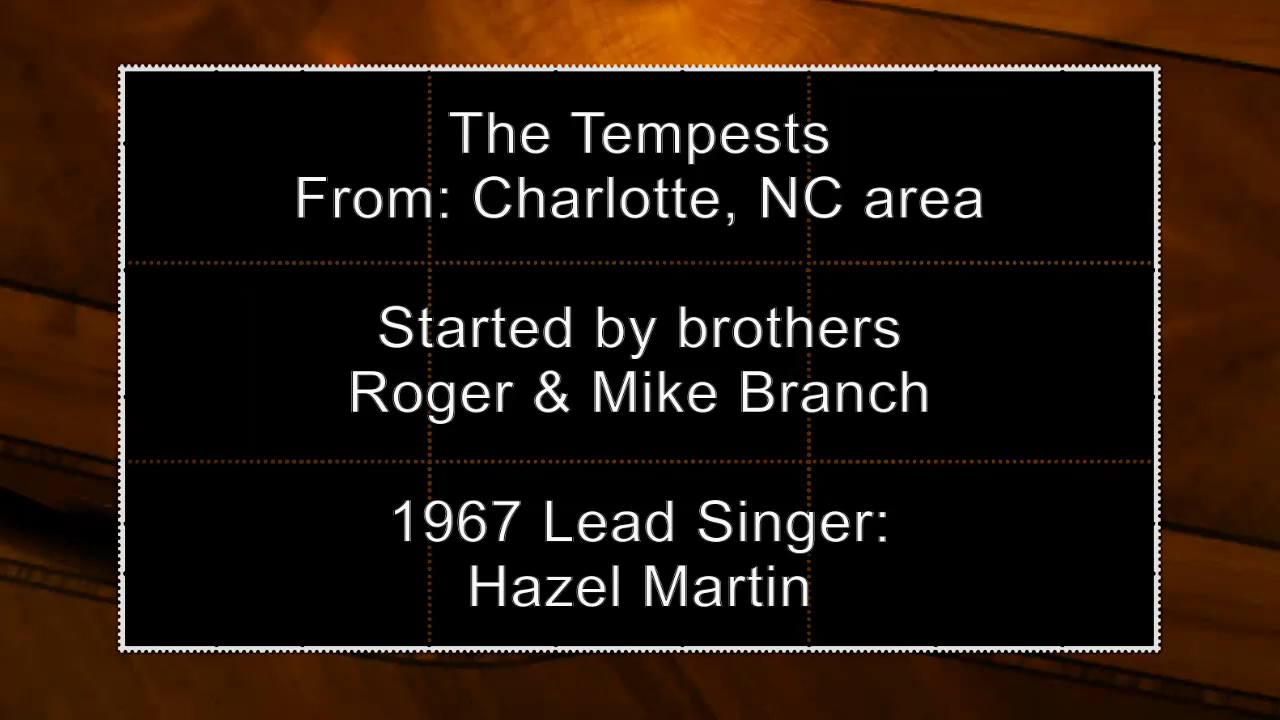 The Tempests
From: Charlotte, NC area
Started by brothers
Roger & Mike Branch
1967 Lead Singer:
Hazel Martin